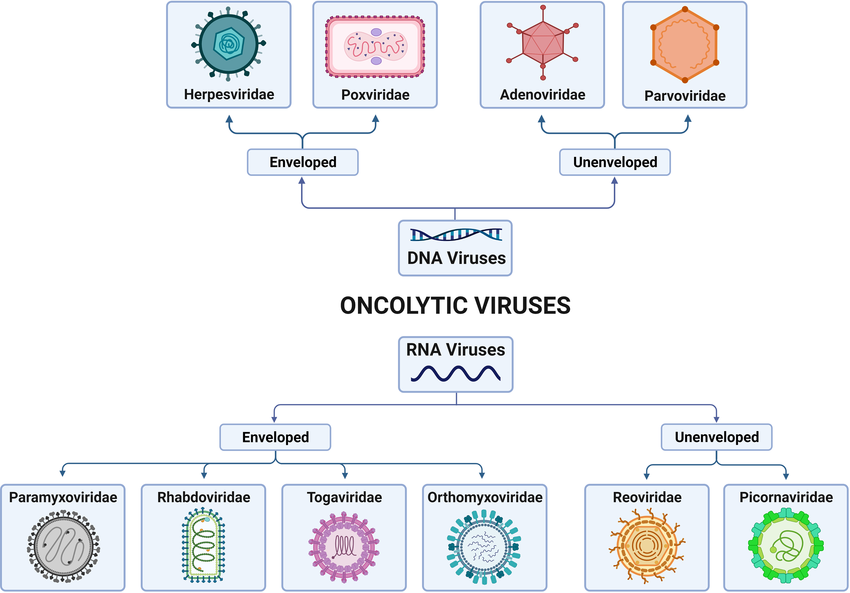 Herpesviridae
Poxviridae
Adenoviridae
Parvoviridae
Enveloped
Unenveloped
DNA Viruses
ONCOLYTIC VIRUSES
RNA Viruses
Enveloped
Unenveloped
Paramyxoviridae
Rhabdoviridae
Togaviridae
Orthomyxoviridae
Reoviridae
Picornaviridae